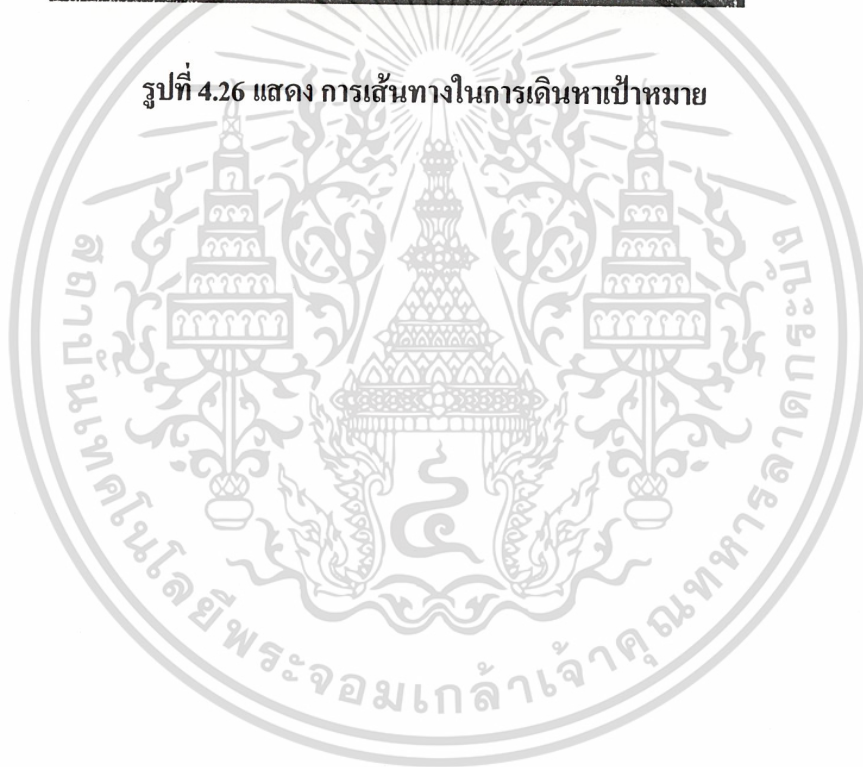 รูปที่ 4.26 แสดง การเส้นทางในการเดินหาเป้าหมาย
สถาบันเทคโนโลยีพระจอมเกล้าเจ้าคุณทหารลาดกระบัง